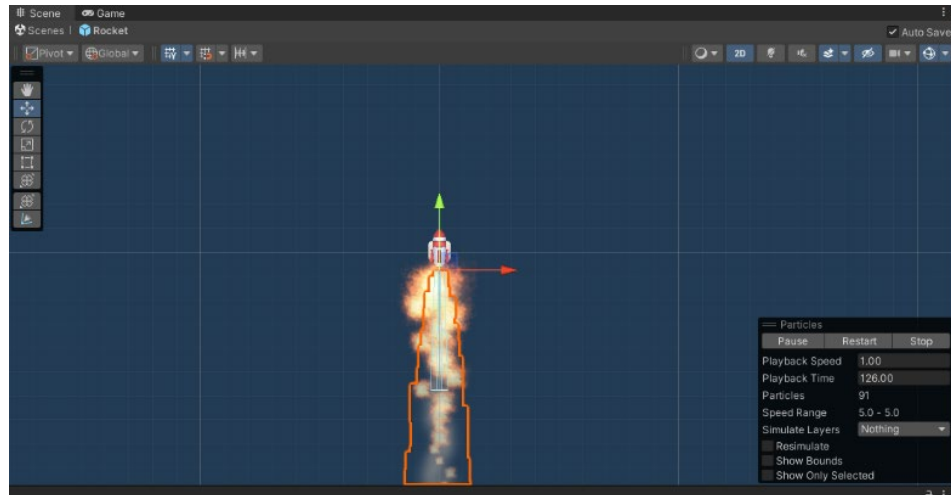 Scene Game
Scenes | Rocket
Auto Save
Pivot Global
2D
Particles
Pause Restart Stop
Playback Speed 1.00
Playback Time 126.00
Particles 91
Speed Range 5.0 - 5.0
Simulate Layers Nothing
Resimulate
Show Bounds
Show Only Selected